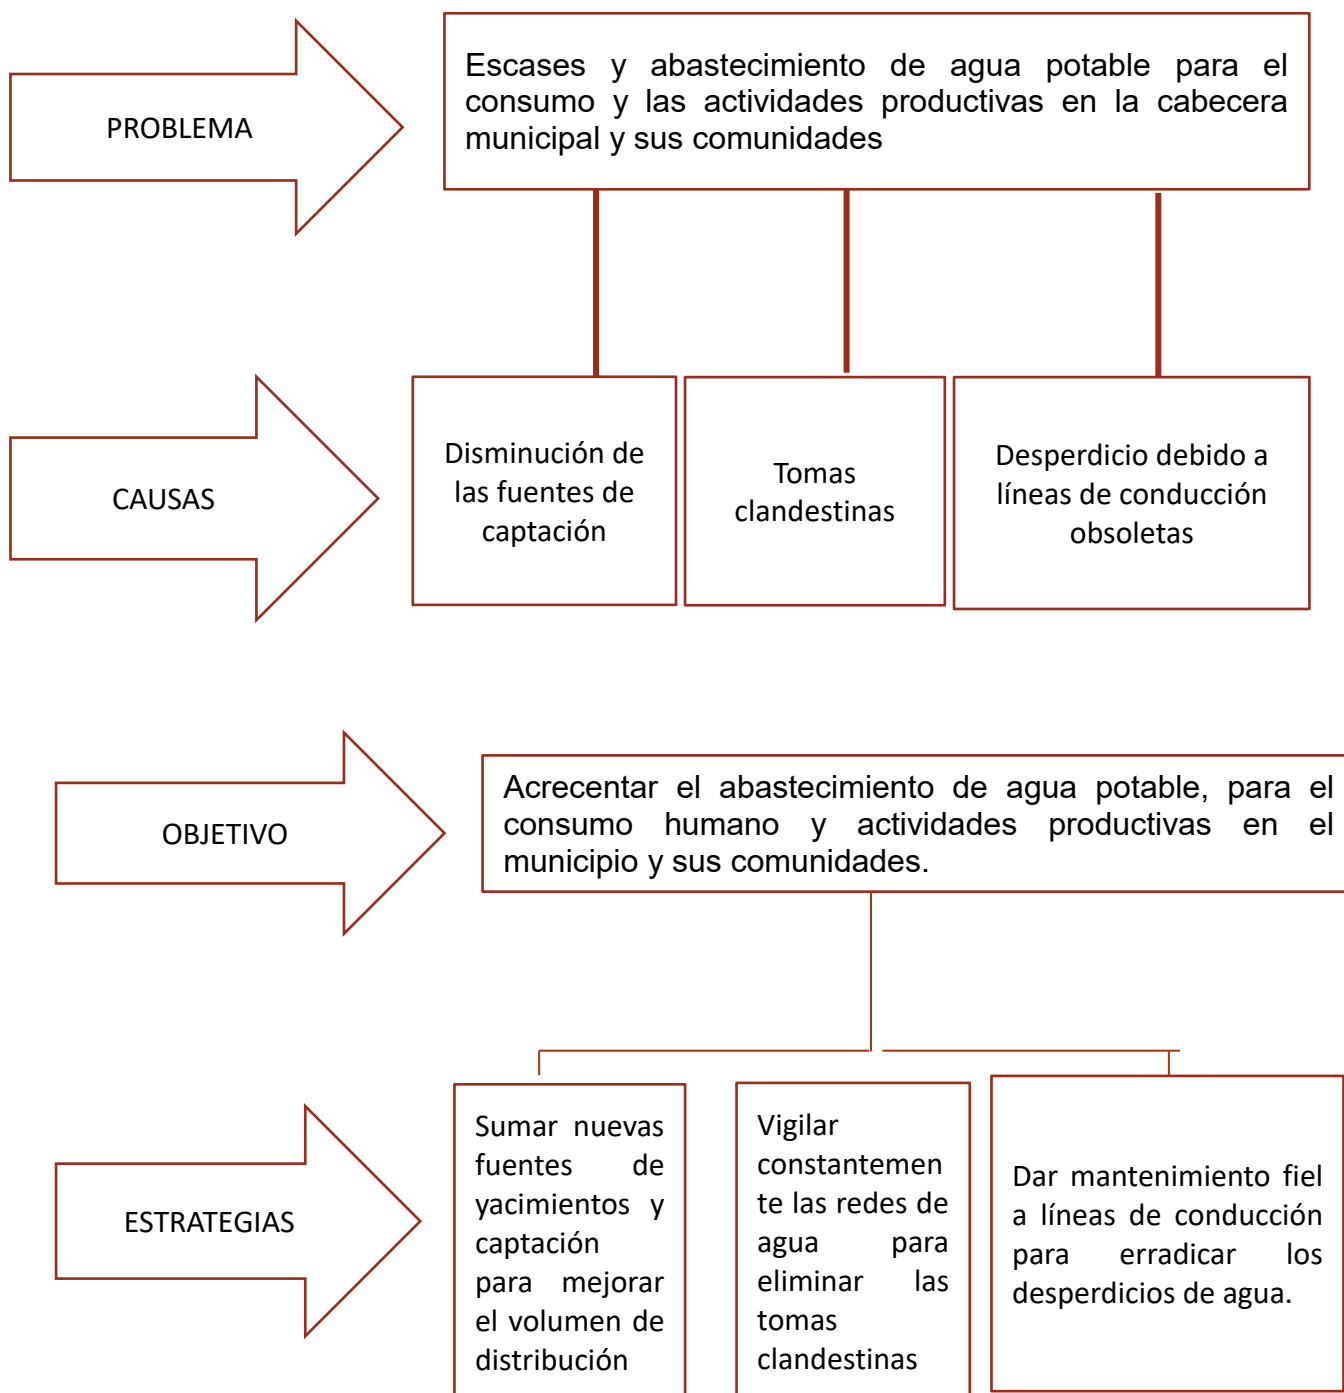 PROBLEMA
Escases y abastecimiento de agua potable para el
consumo y las actividades productivas en la cabecera
municipal y sus comunidades
CAUSAS
Disminución de
las fuentes de
captación
Tomas
clandestinas
Desperdicio debido a
líneas de conducción
obsoletas
OBJETIVO
Acrecentar el abastecimiento de agua potable, para el
consumo humano y actividades productivas en el
municipio y sus comunidades.
ESTRATEGIAS
Sumar nuevas
fuentes de
yacimientos y
captación
para mejorar
el volumen de
distribución
Vigilar
constantemen
te las redes de
agua para
eliminar las
tomas
clandestinas
Dar mantenimiento fiel
a líneas de conducción
para erradicar los
desperdicios de agua.